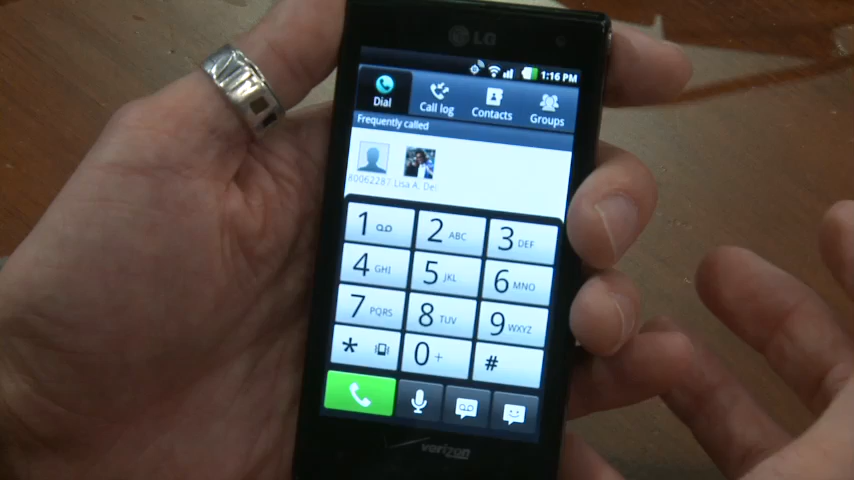 LG
1:16 PM
Dial Call log Contacts Groups
Frequently called
80062287 Lisa A. De
1 2 ABC 3 DEF
4 GHI 5 JKL 6 MNO
7 PQRS 8 TUV 9 WXYZ
* 0 + #
verizon